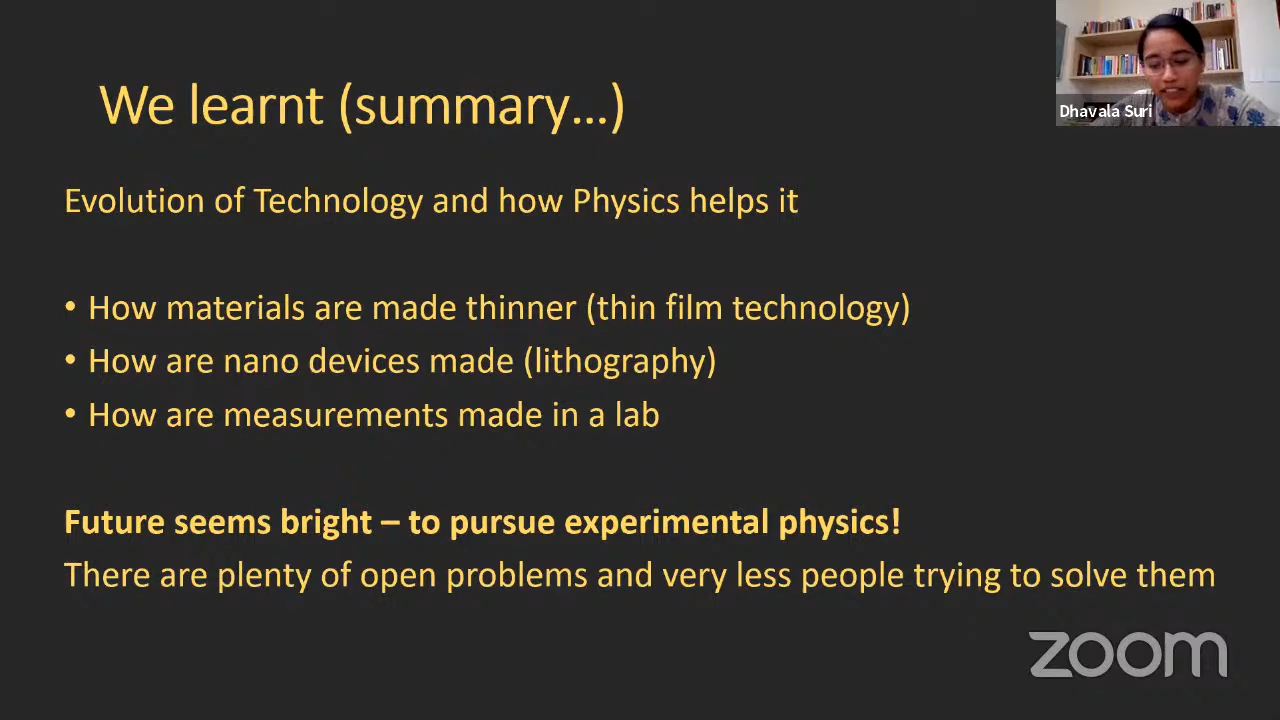 We learnt (summary...)
Dhavala Suri
Evolution of Technology and how Physics helps it
• How materials are made thinner (thin film technology)
• How are nano devices made (lithography)
• How are measurements made in a lab
Future seems bright – to pursue experimental physics!
There are plenty of open problems and very less people trying to solve them
zoom